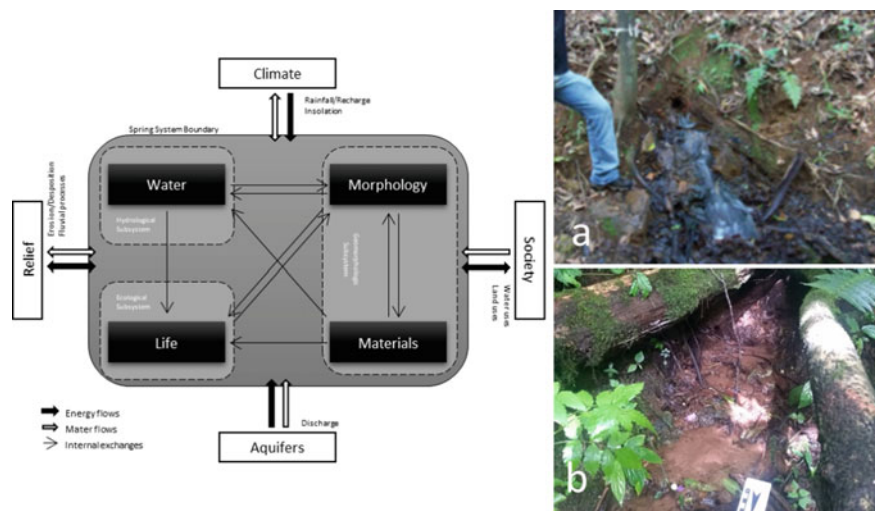 Climate
Rainfall/Recharge
Insolation
Spring System Boundary
Water
Morphology
Hydrological
Subsystem
Geomorphologic
Subsystem
Erosion/Desposition
Fluvial processes
Relief
Society
Water uses
Land uses
Ecological
Subsystem
Life
Materials
Energy flows
Mater flows
Internal exchanges
Discharge
Aquifers
a
b